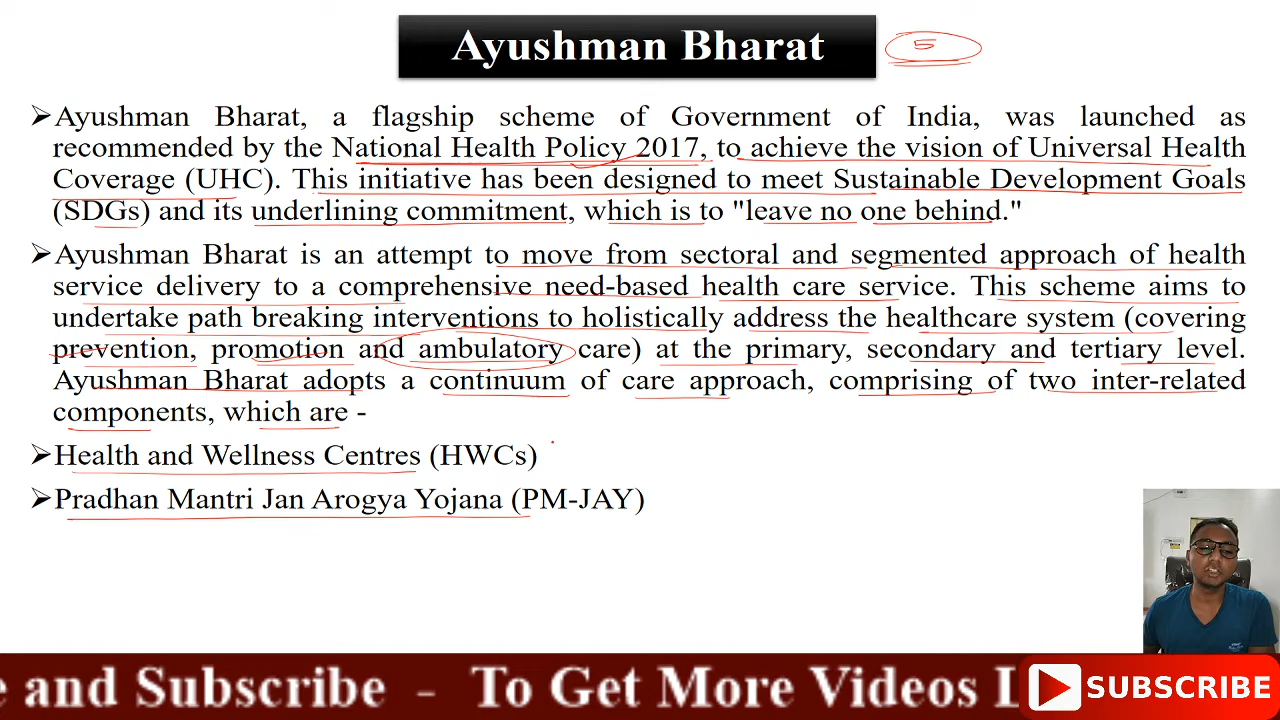 Ayushman Bharat
5
➢Ayushman Bharat, a flagship scheme of Government of India, was launched as
recommended by the National Health Policy 2017, to achieve the vision of Universal Health
Coverage (UHC). This initiative has been designed to meet Sustainable Development Goals
(SDGs) and its underlining commitment, which is to "leave no one behind."
➢Ayushman Bharat is an attempt to move from sectoral and segmented approach of health
service delivery to a comprehensive need-based health care service. This scheme aims to
undertake path breaking interventions to holistically address the healthcare system (covering
prevention, promotion and ambulatory care) at the primary, secondary and tertiary level.
Ayushman Bharat adopts a continuum of care approach, comprising of two inter-related
components, which are -
➢Health and Wellness Centres (HWCs)
➢Pradhan Mantri Jan Arogya Yojana (PM-JAY)
e and Subscribe - To Get More Videos L
SUBSCRIBE